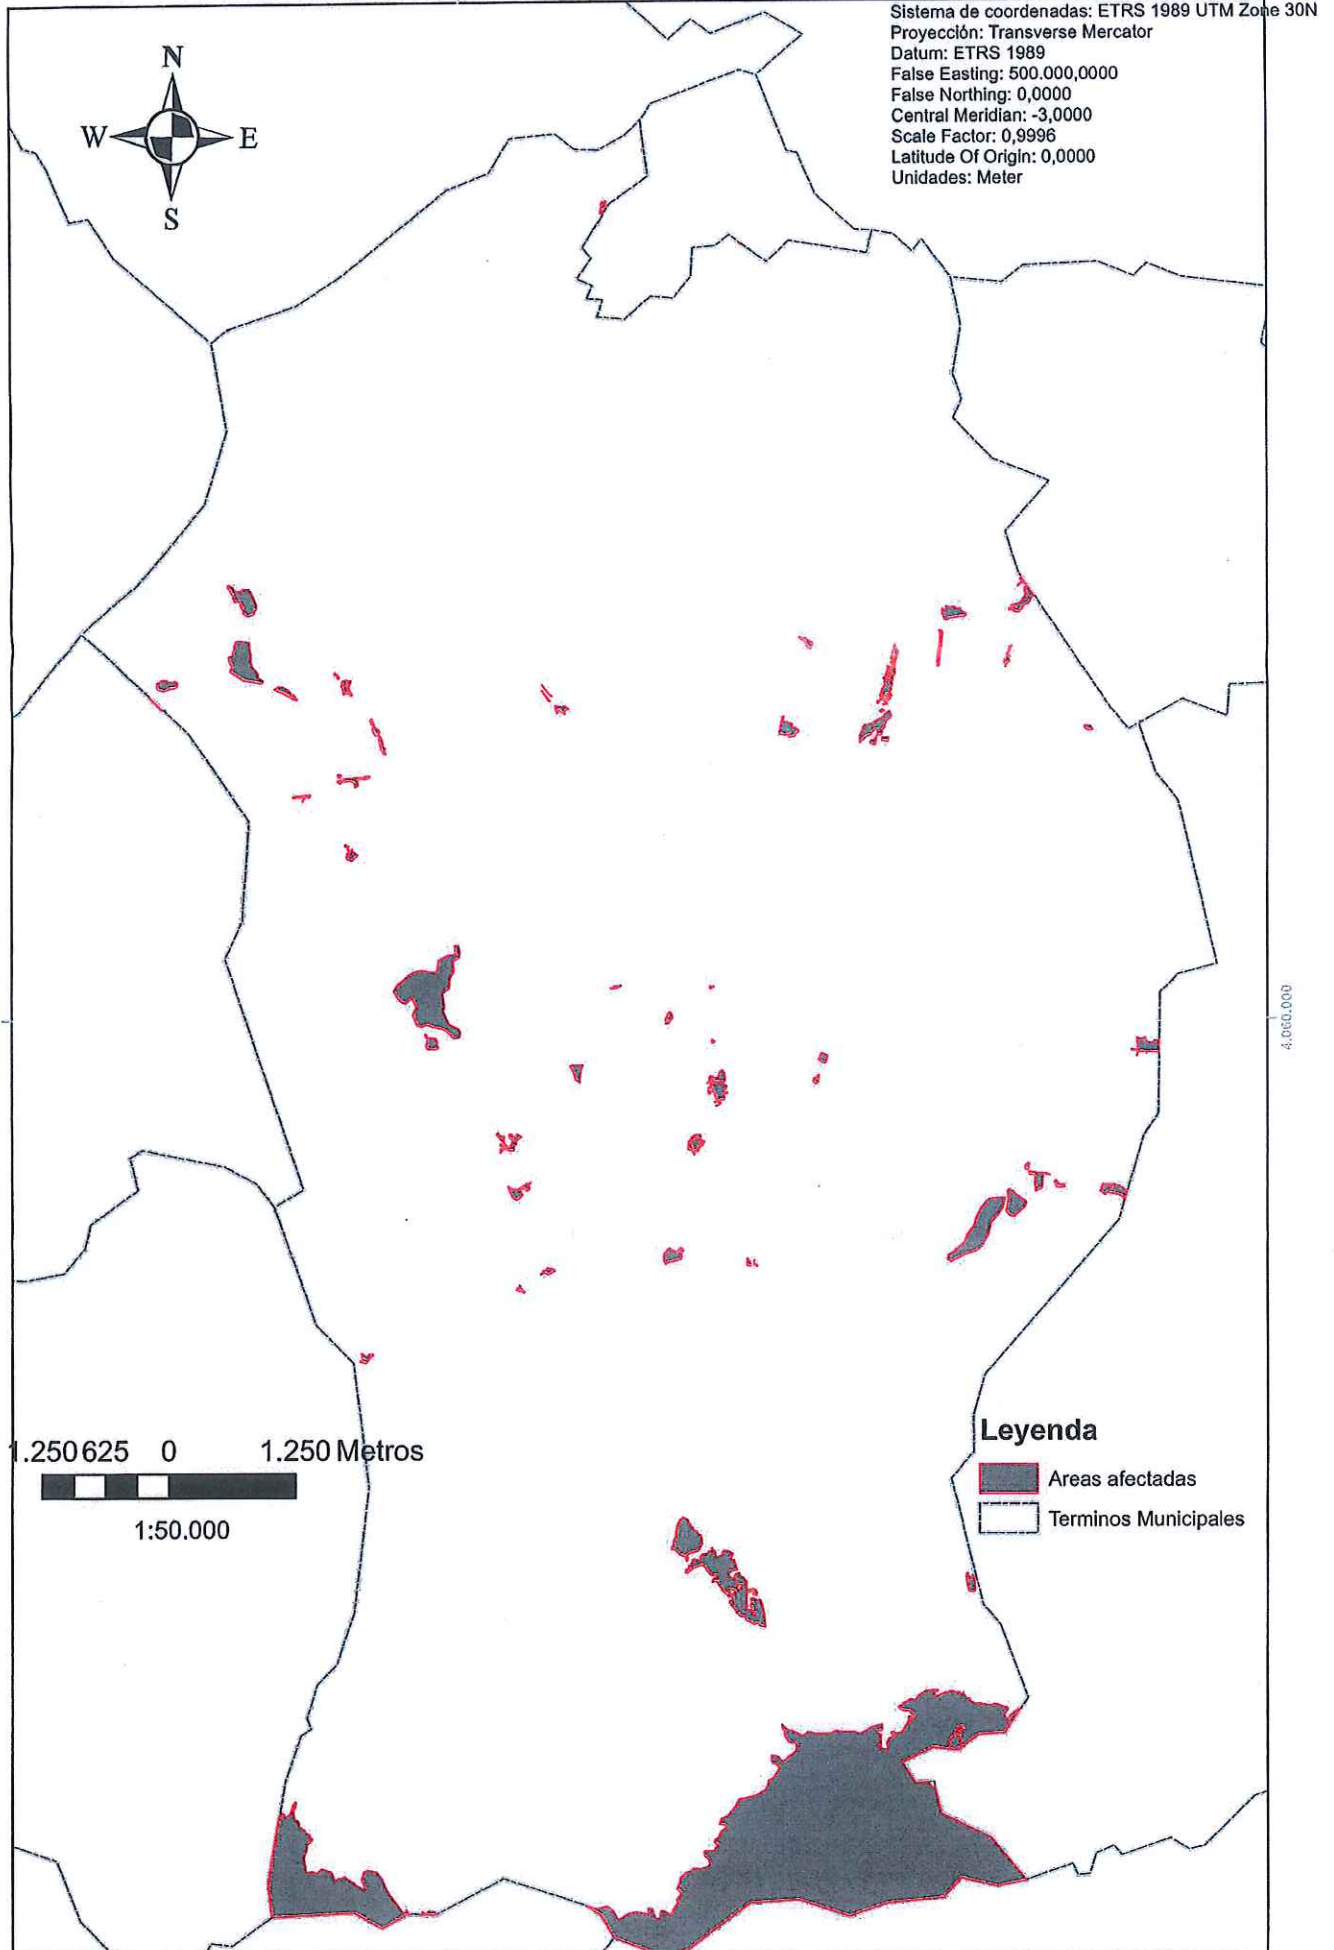 Sistema de coordenadas: ETRS 1989 UTM Zone 30N
Proyección: Transverse Mercator
Datum: ETRS 1989
False Easting: 500.000,0000
False Northing: 0,0000
Central Meridian: -3,0000
Scale Factor: 0,9996
Latitude Of Origin: 0,0000
Unidades: Meter
N
W E
S
4.060.000
Leyenda
Areas afectadas
Terminos Municipales
1.250 625 0 1.250 Metros
1:50.000